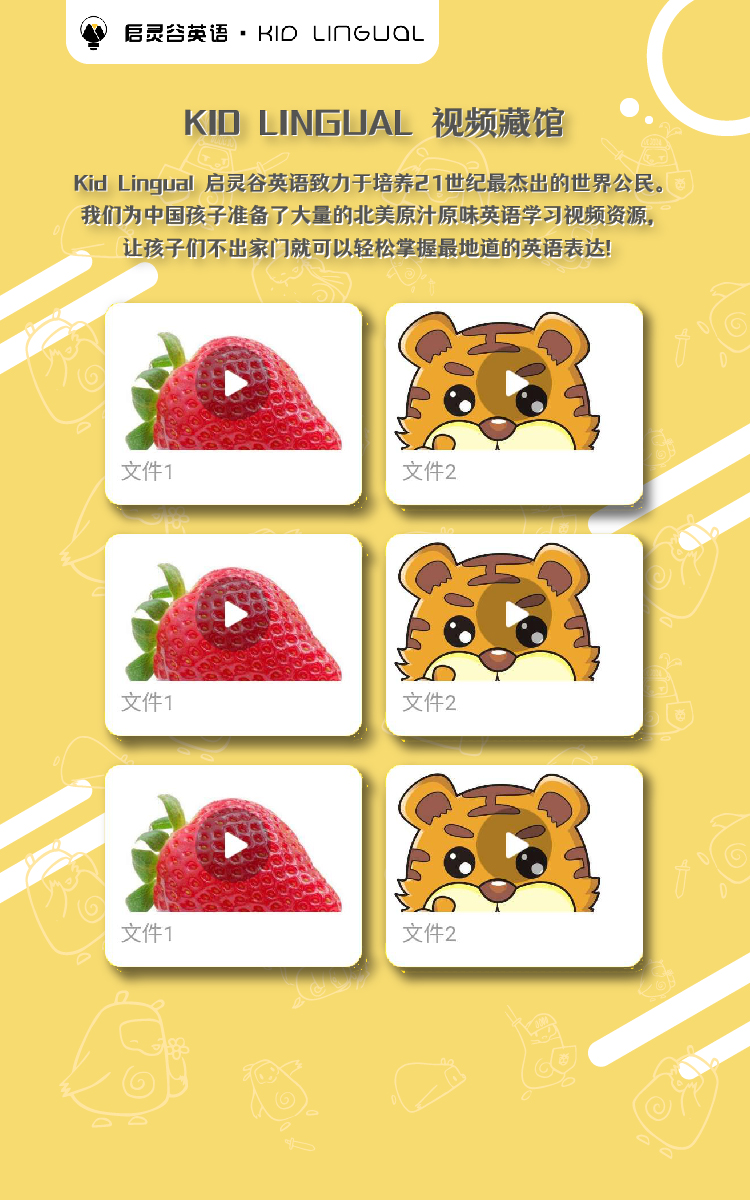 启灵谷英语·KID LINGUAL
KID LINGUAL 视频藏馆
Kid Lingual 启灵谷英语致力于培养21世纪最杰出的世界公民。
我们为中国孩子准备了大量的北美原汁原味英语学习视频资源，
让孩子们不出家门就可以轻松掌握最地道的英语表达!
文件1
文件2
文件1
文件2
文件1
文件2